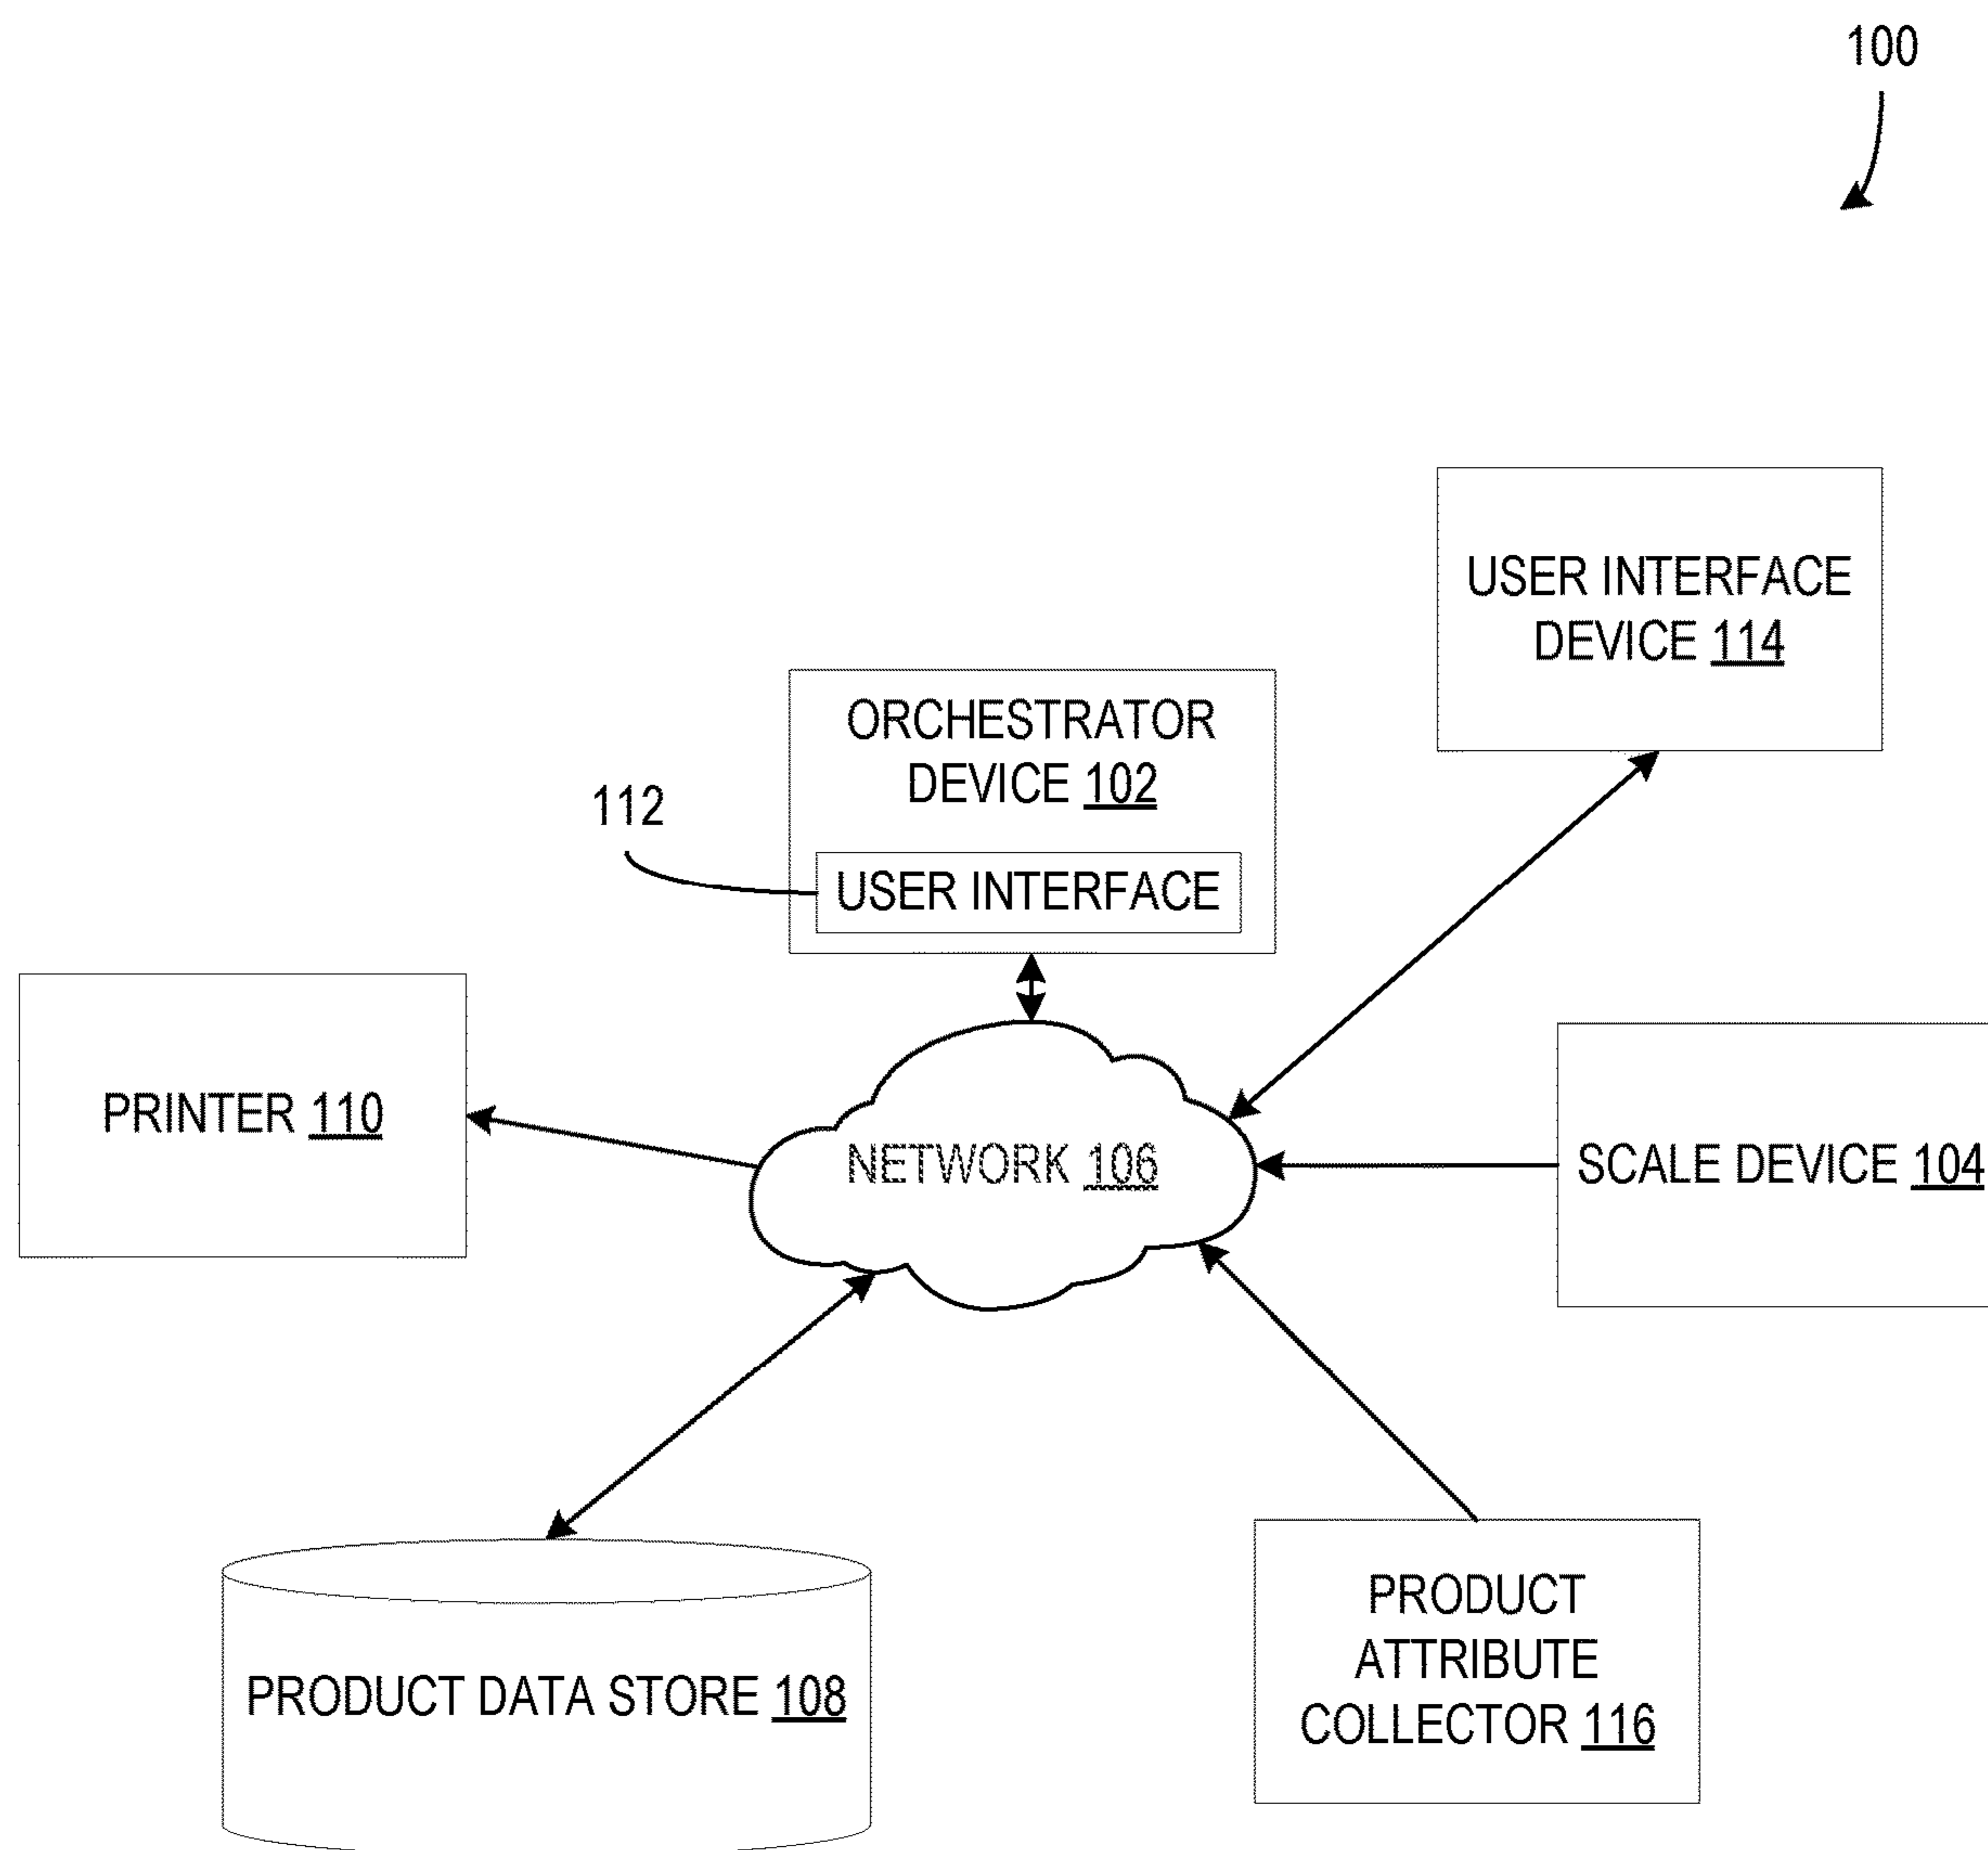 100
USER INTERFACE
DEVICE 114
ORCHESTRATOR
DEVICE 102
112
USER INTERFACE
PRINTER 110
NETWORK 106
SCALE DEVICE 104
PRODUCT DATA STORE 108
PRODUCT
ATTRIBUTE
COLLECTOR 116